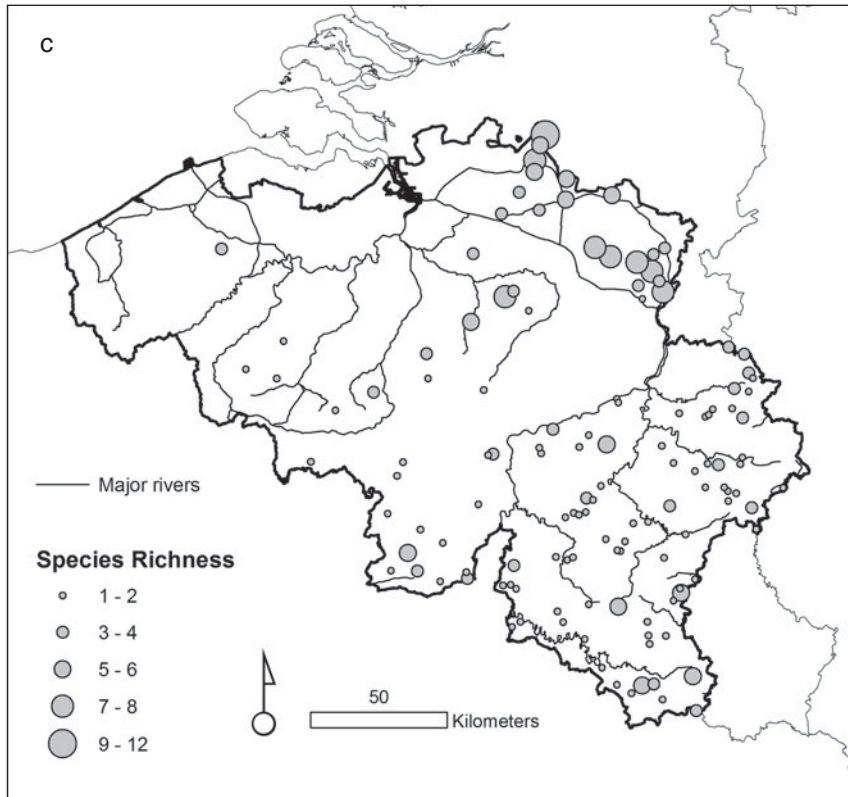 c
Major rivers
Species Richness
1 - 2
3 - 4
5 - 6
7 - 8
9 - 12
50
Kilometers